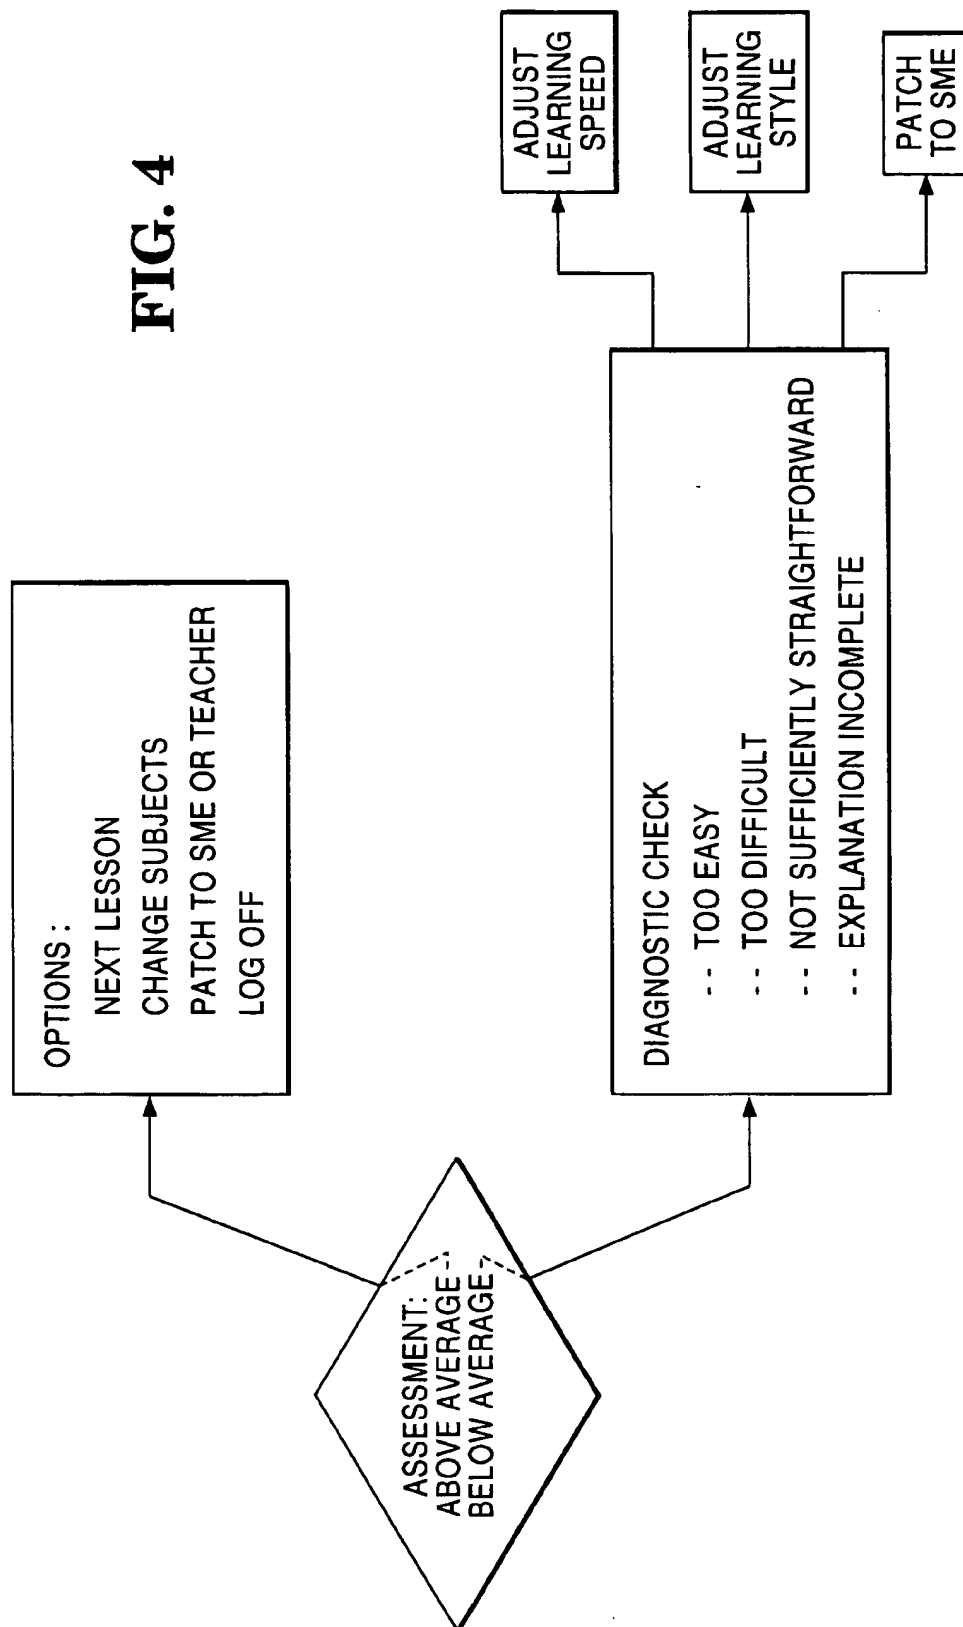 FIG. 4
OPTIONS :
NEXT LESSON
CHANGE SUBJECTS
PATCH TO SME OR TEACHER
LOG OFF
ASSESSMENT:
ABOVE AVERAGE
BELOW AVERAGE
DIAGNOSTIC CHECK
- - TOO EASY
- - TOO DIFFICULT
- - NOT SUFFICIENTLY STRAIGHTFORWARD
- - EXPLANATION INCOMPLETE
ADJUST
LEARNING
SPEED
ADJUST
LEARNING
STYLE
PATCH
TO SME